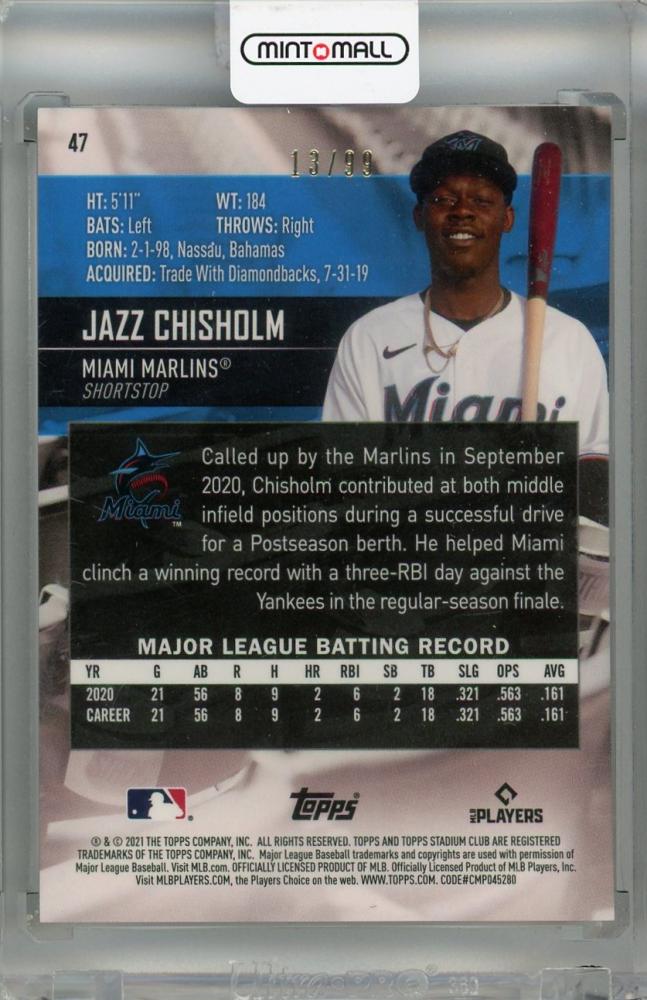 MINT MALL
47
13/99
HT: 5'11" WT: 184
BATS: Left THROWS: Right
BORN: 2-1-98, Nassau, Bahamas
ACQUIRED: Trade With Diamondbacks, 7-31-19
JAZZ CHISHOLM
MIAMI MARLINS®
SHORTSTOP
Miami
Miami™
Called up by the Marlins in September
2020, Chisholm contributed at both middle
infield positions during a successful drive
for a Postseason berth. He helped Miami
clinch a winning record with a three-RBI day against the
Yankees in the regular-season finale.
MAJOR LEAGUE BATTING RECORD
YR G AB R H HR RBI SB TB SLG OPS AVG
2020 21 56 8 9 2 6 2 18 .321 .563 .161
CAREER 21 56 8 9 2 6 2 18 .321 .563 .161
® topps® MLB PLAYERS
® & © 2021 THE TOPPS COMPANY, INC. ALL RIGHTS RESERVED. TOPPS AND TOPPS STADIUM CLUB ARE REGISTERED
TRADEMARKS OF THE TOPPS COMPANY, INC. Major League Baseball trademarks and copyrights are used with permission of
Major League Baseball. Visit MLB.com. OFFICIALLY LICENSED PRODUCT OF MLB. Officially Licensed Product of MLB Players, Inc.
Visit MLBPLAYERS.COM, the Players Choice on the web. WWW.TOPPS.COM. CODE#CMP045280